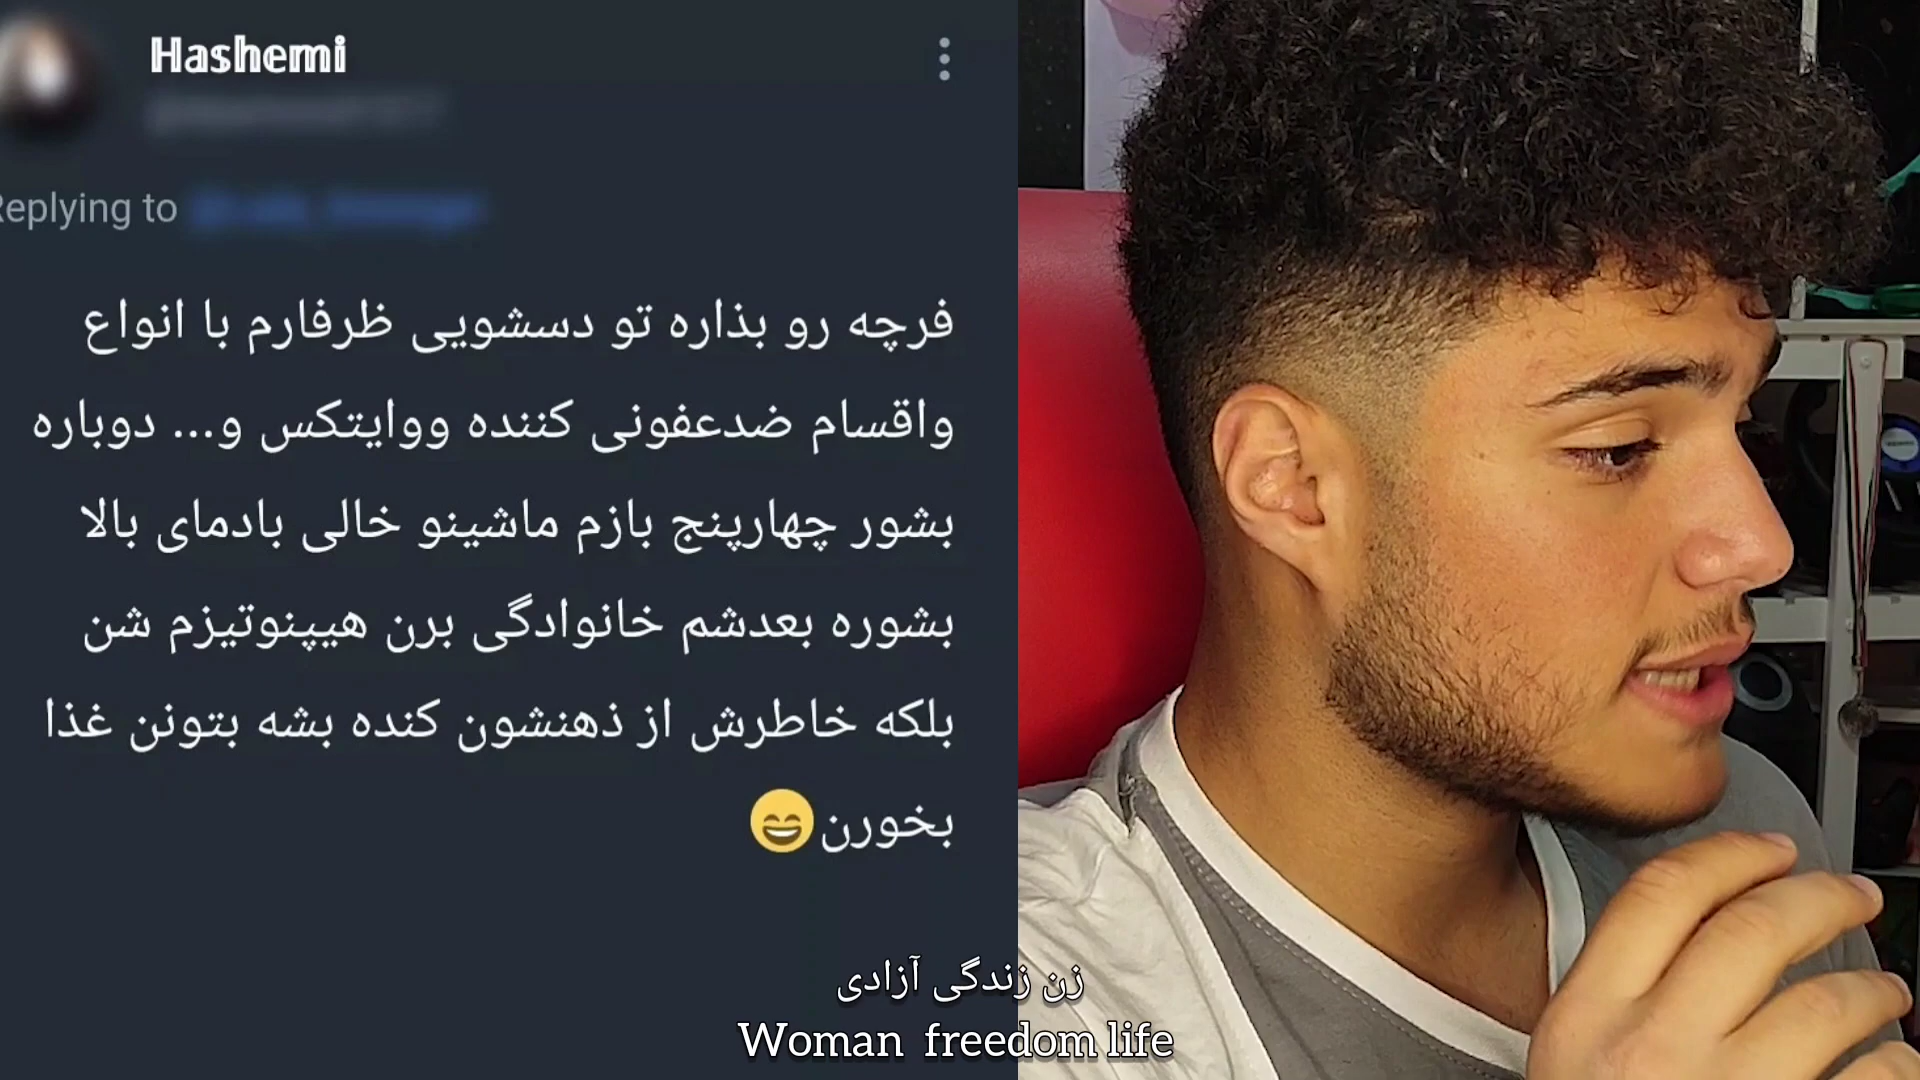 Hashemi
Replying to
فرچه رو بذاره تو دسشویی ظرفارم با انواع
واقسام ضدعفونی کننده ووایتکس و... دوباره
بشور چهارپنج بازم ماشینو خالی بادمای بالا
بشوره بعدشم خانوادگی برن هیپنوتیزم شن
بلکه خاطرش از ذهنشون کنده بشه بتونن غذا
بخورن😄
زن زندگی آزادی
Woman freedom life